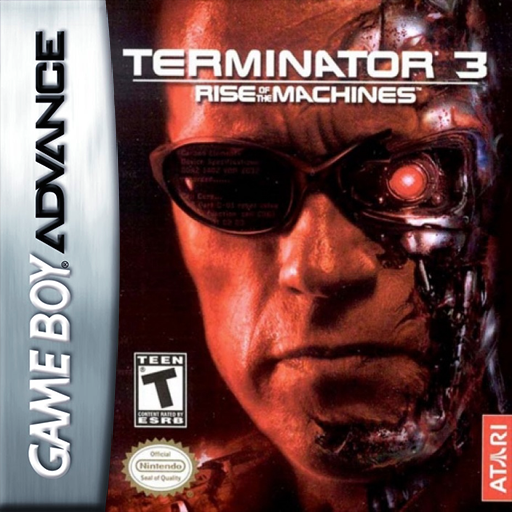 TERMINATOR 3
RISE OF THE MACHINES™
GAME BOY® ADVANCE
TEEN
T
CONTENT RATED BY
ESRB
Official
Nintendo
Seal of Quality
ATARI